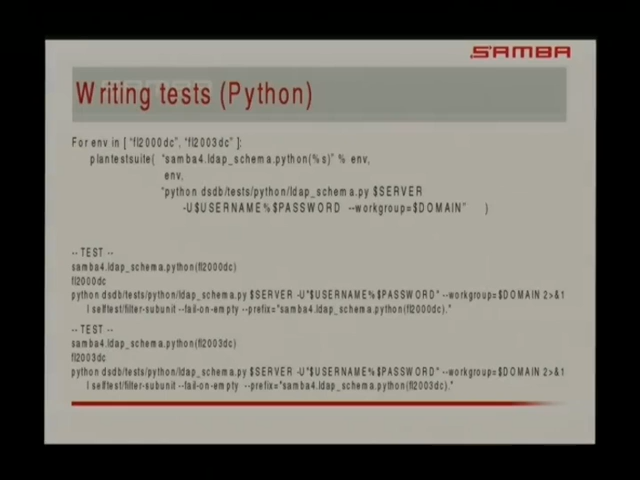 SAMBA
Writing tests (Python)
For env in [ "fl2000dc", "fl2003dc" ]:
plantestsuite( "samba4.ldap_schema.python(%s)" % env,
env,
"python dsdb/tests/python/ldap_schema.py $SERVER
-U$USERNAME%$PASSWORD --workgroup=$DOMAIN" )
-- TEST --
samba4.ldap_schema.python(fl2000dc)
fl2000dc
python dsdb/tests/python/ldap_schema.py $SERVER -U"$USERNAME%$PASSWORD" --workgroup=$DOMAIN 2>&1
| selftest/filter-subunit --fail-on-empty --prefix="samba4.ldap_schema.python(fl2000dc)."
-- TEST --
samba4.ldap_schema.python(fl2003dc)
fl2003dc
python dsdb/tests/python/ldap_schema.py $SERVER -U"$USERNAME%$PASSWORD" --workgroup=$DOMAIN 2>&1
| selftest/filter-subunit --fail-on-empty --prefix="samba4.ldap_schema.python(fl2003dc)."